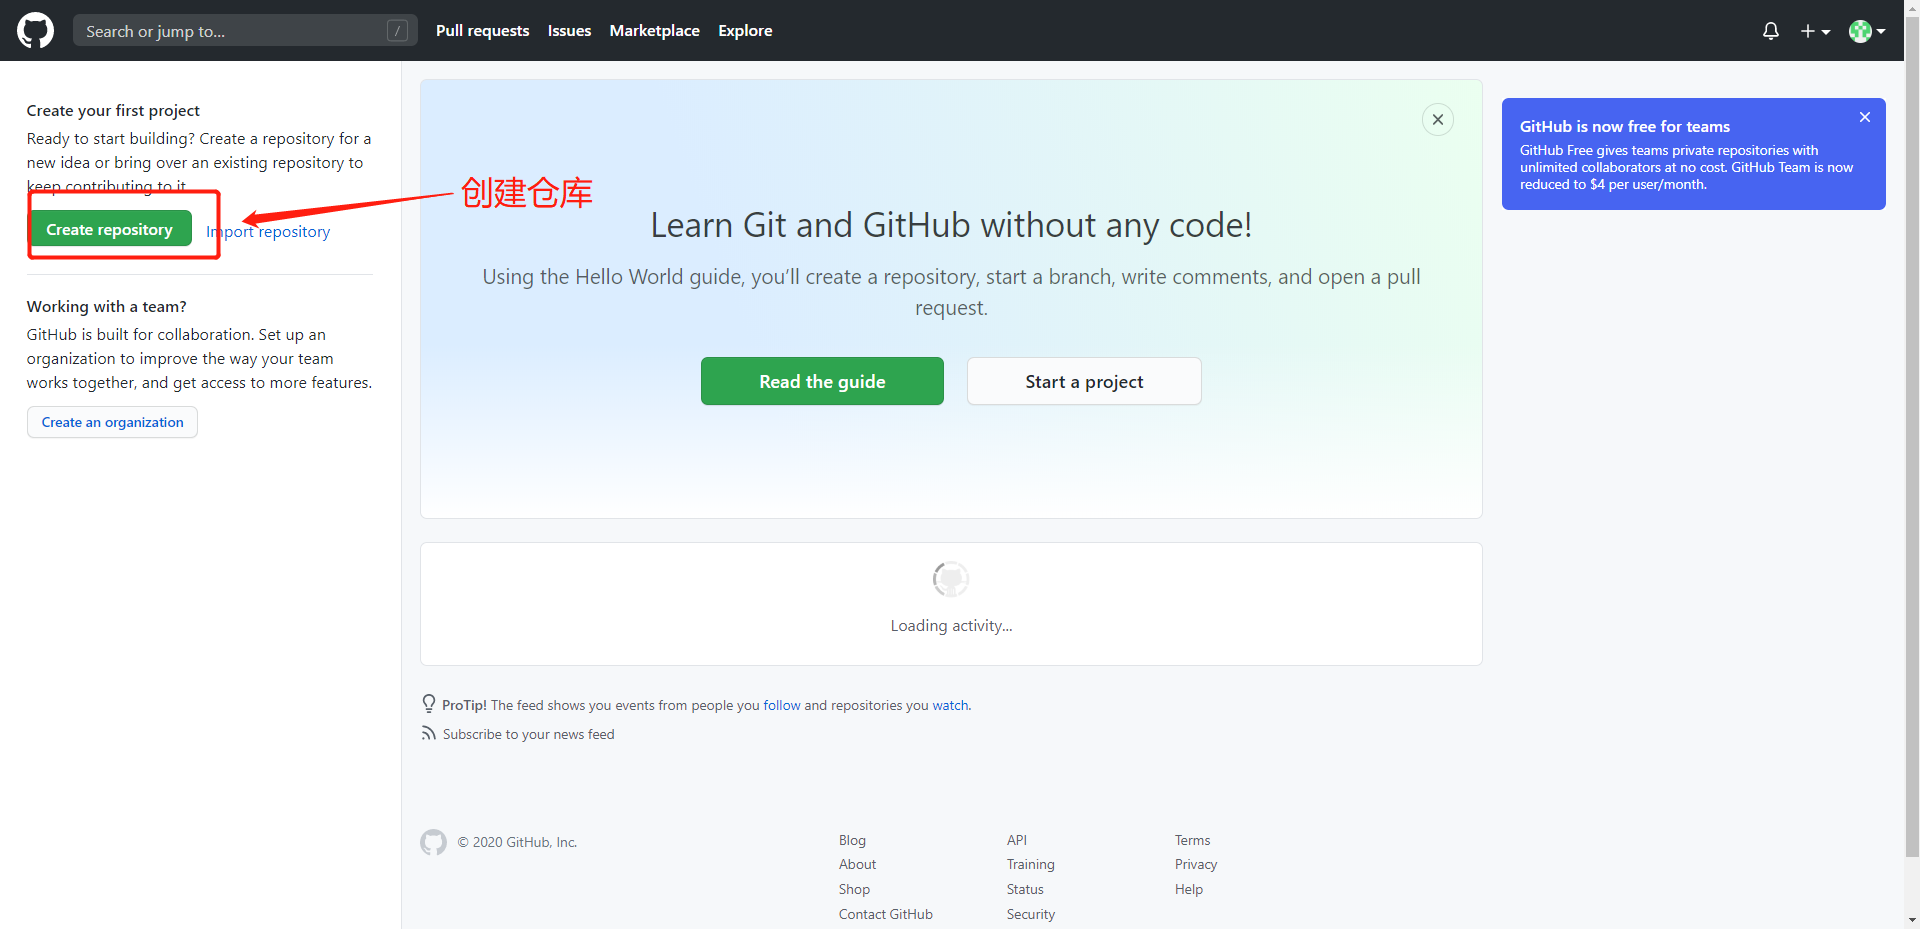 Search or jump to...
/
Pull requests
Issues
Marketplace
Explore
Create your first project
Ready to start building? Create a repository for a
new idea or bring over an existing repository to
keep contributing to it.
Create repository
Import repository
创建仓库
Working with a team?
GitHub is built for collaboration. Set up an
organization to improve the way your team
works together, and get access to more features.
Create an organization
Learn Git and GitHub without any code!
Using the Hello World guide, you’ll create a repository, start a branch, write comments, and open a pull
request.
Read the guide
Start a project
Loading activity...
ProTip! The feed shows you events from people you follow and repositories you watch.
Subscribe to your news feed
GitHub is now free for teams
GitHub Free gives teams private repositories with
unlimited collaborators at no cost. GitHub Team is now
reduced to $4 per user/month.
© 2020 GitHub, Inc.
Blog
About
Shop
Contact GitHub
API
Training
Status
Security
Terms
Privacy
Help